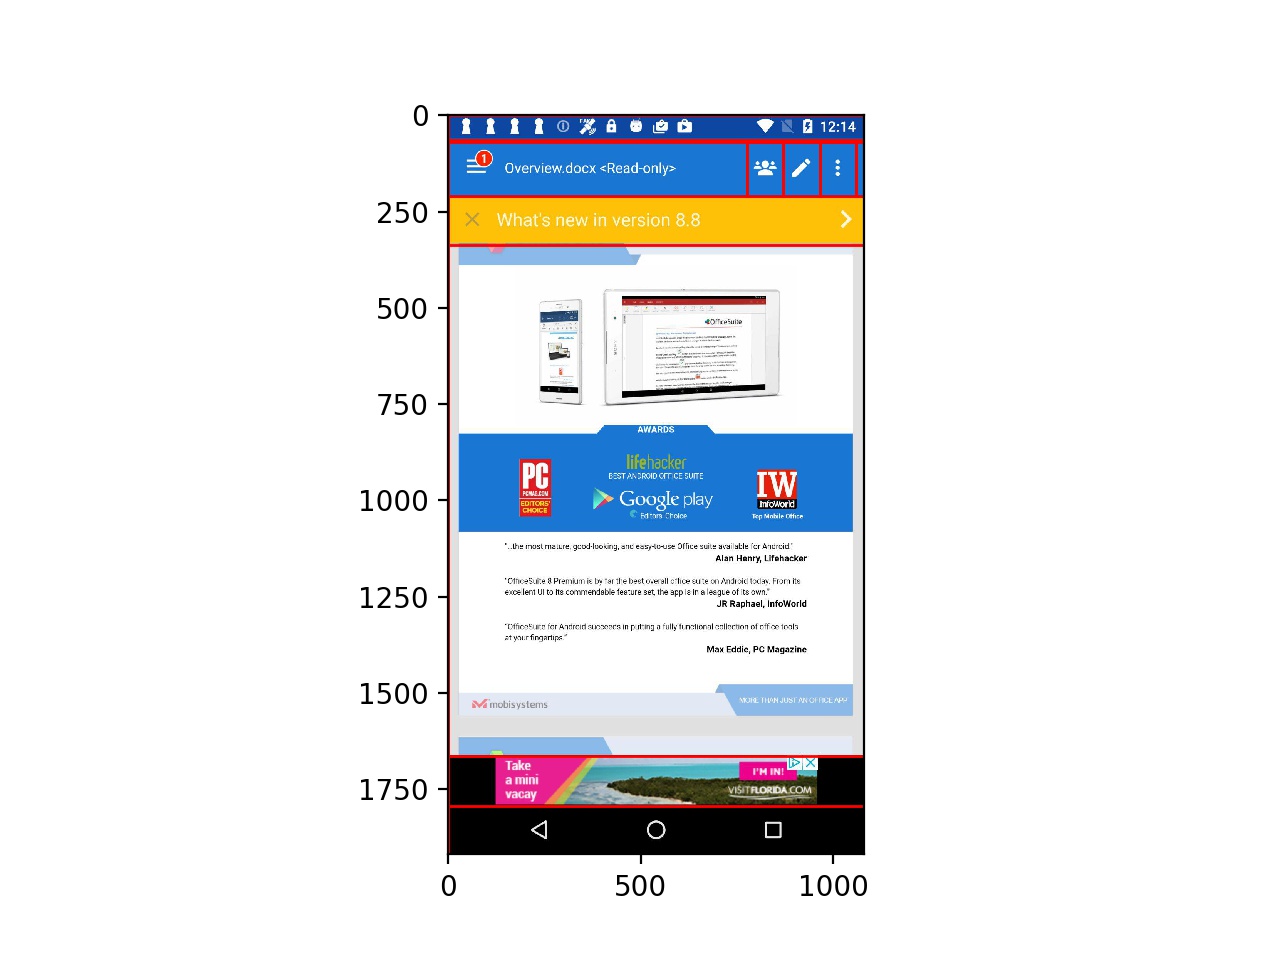 0
250
500
750
1000
1250
1500
1750
0
500
1000
12:14
1
Overview.docx <Read-only>
What's new in version 8.8
OfficeSuite
AWARDS
PC
PCMAG.COM
EDITORS'
CHOICE
lifehacker
BEST ANDROID OFFICE SUITE
Google play
Editors Choice
IW
InfoWorld
Top Mobile Office
"...the most mature, good-looking, and easy-to-use Office suite available for Android."
Alan Henry, Lifehacker
"OfficeSuite 8 Premium is by far the best overall office suite on Android today. From its
excellent UI to its commendable feature set, the app is in a league of its own."
JR Raphael, InfoWorld
"OfficeSuite for Android succeeds in putting a fully functional collection of office tools
at your fingertips."
Max Eddie, PC Magazine
mobisystems
MORE THAN JUST AN OFFICE APP
Take
a mini
vacay
I'M IN!
VISITFLORIDA.COM